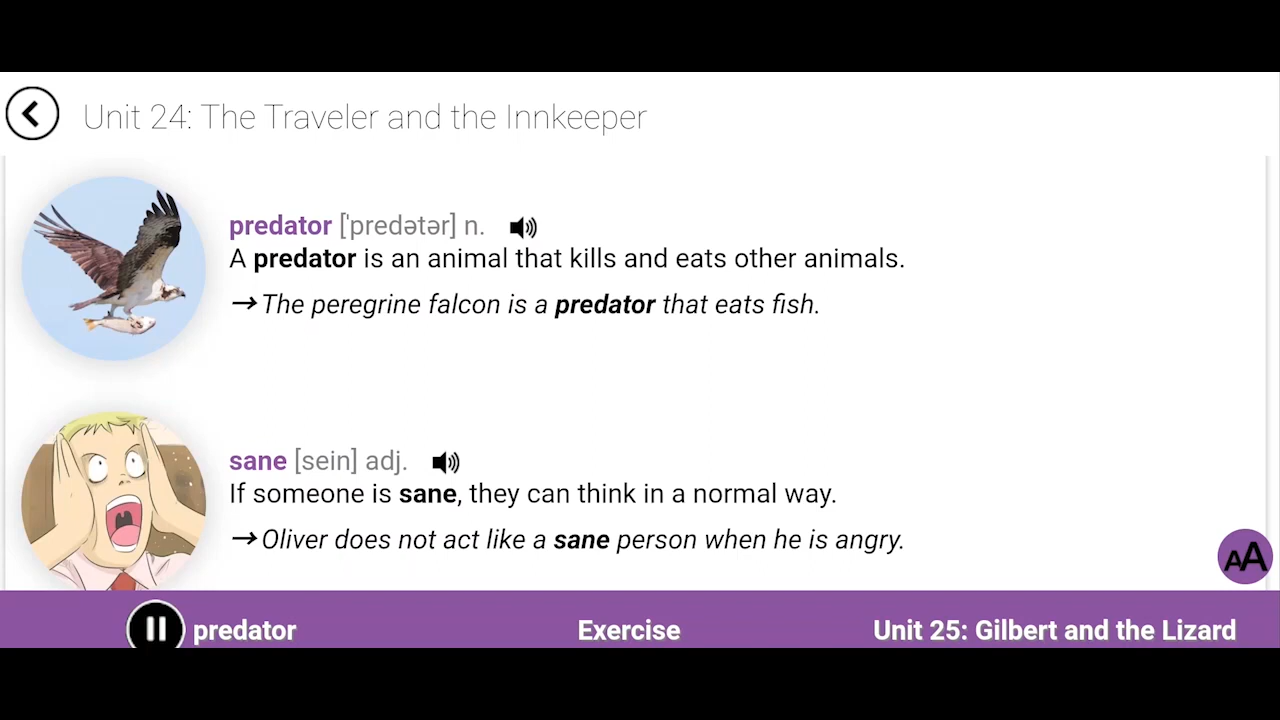 Unit 24: The Traveler and the Innkeeper
predator [ˈpredətər] n.
A predator is an animal that kills and eats other animals.
→ The peregrine falcon is a predator that eats fish.
sane [sein] adj.
If someone is sane, they can think in a normal way.
→ Oliver does not act like a sane person when he is angry.
AA
predator Exercise Unit 25: Gilbert and the Lizard